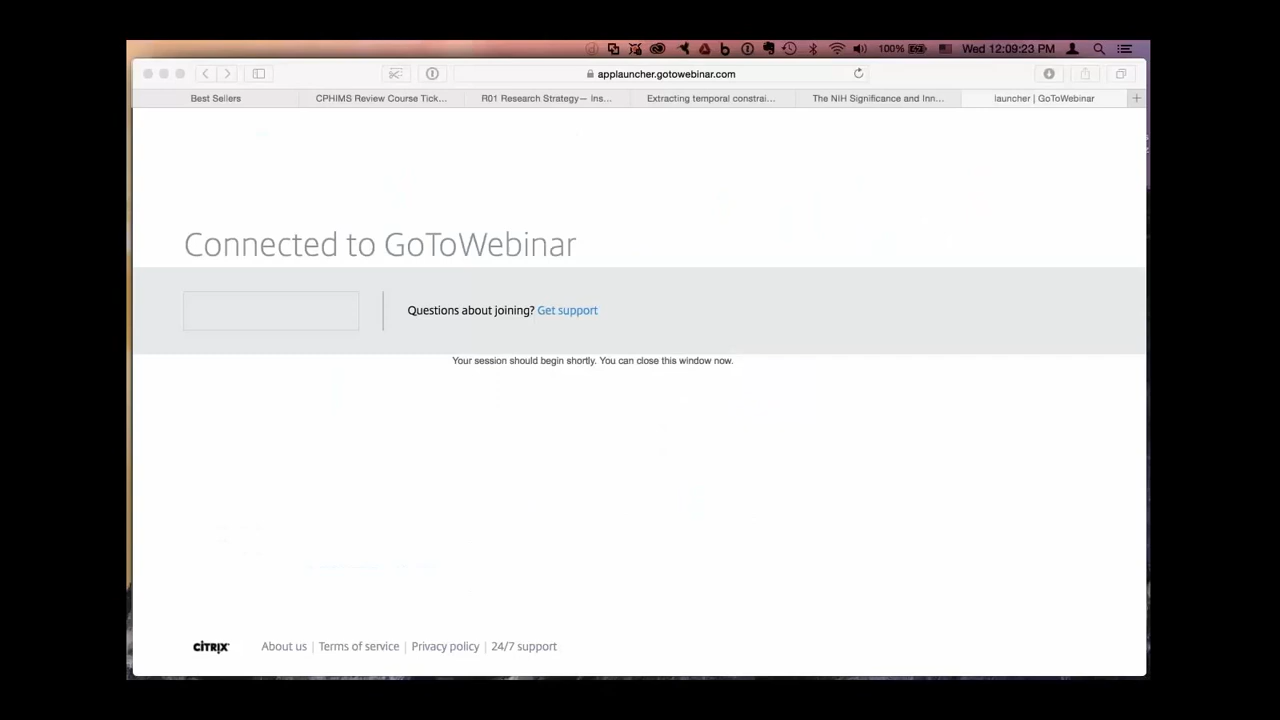 100% Wed 12:09:23 PM
applauncher.gotowebinar.com
Best Sellers CPHIMS Review Course Tick... R01 Research Strategy— Ins... Extracting temporal constrai... The NIH Significance and Inn... launcher | GoToWebinar
Connected to GoToWebinar
Questions about joining? Get support
Your session should begin shortly. You can close this window now.
CİTRIX About us | Terms of service | Privacy policy | 24/7 support